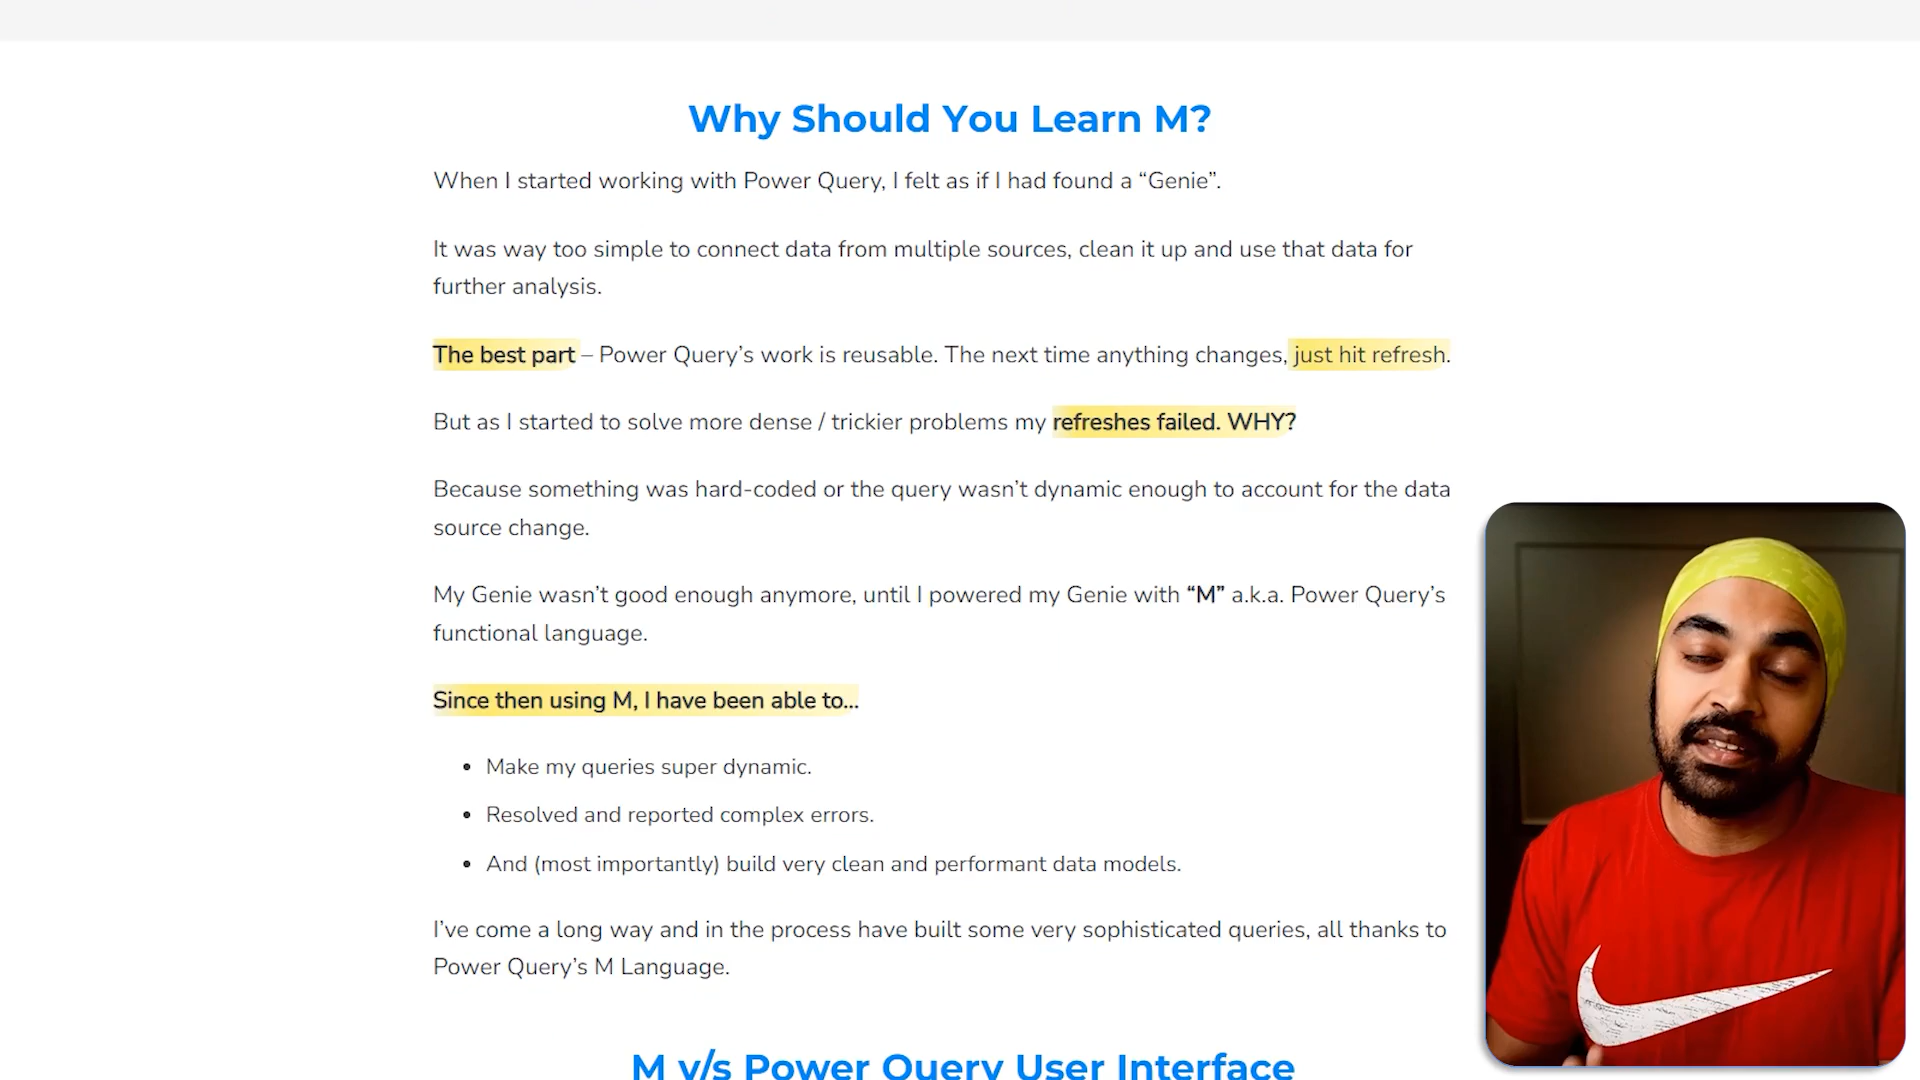 Why Should You Learn M?
When I started working with Power Query, I felt as if I had found a “Genie”.
It was way too simple to connect data from multiple sources, clean it up and use that data for
further analysis.
The best part – Power Query’s work is reusable. The next time anything changes, just hit refresh.
But as I started to solve more dense / trickier problems my refreshes failed. WHY?
Because something was hard-coded or the query wasn’t dynamic enough to account for the data
source change.
My Genie wasn’t good enough anymore, until I powered my Genie with “M” a.k.a. Power Query’s
functional language.
Since then using M, I have been able to...
• Make my queries super dynamic.
• Resolved and reported complex errors.
• And (most importantly) build very clean and performant data models.
I’ve come a long way and in the process have built some very sophisticated queries, all thanks to
Power Query’s M Language.
M v/s Power Query User Interface